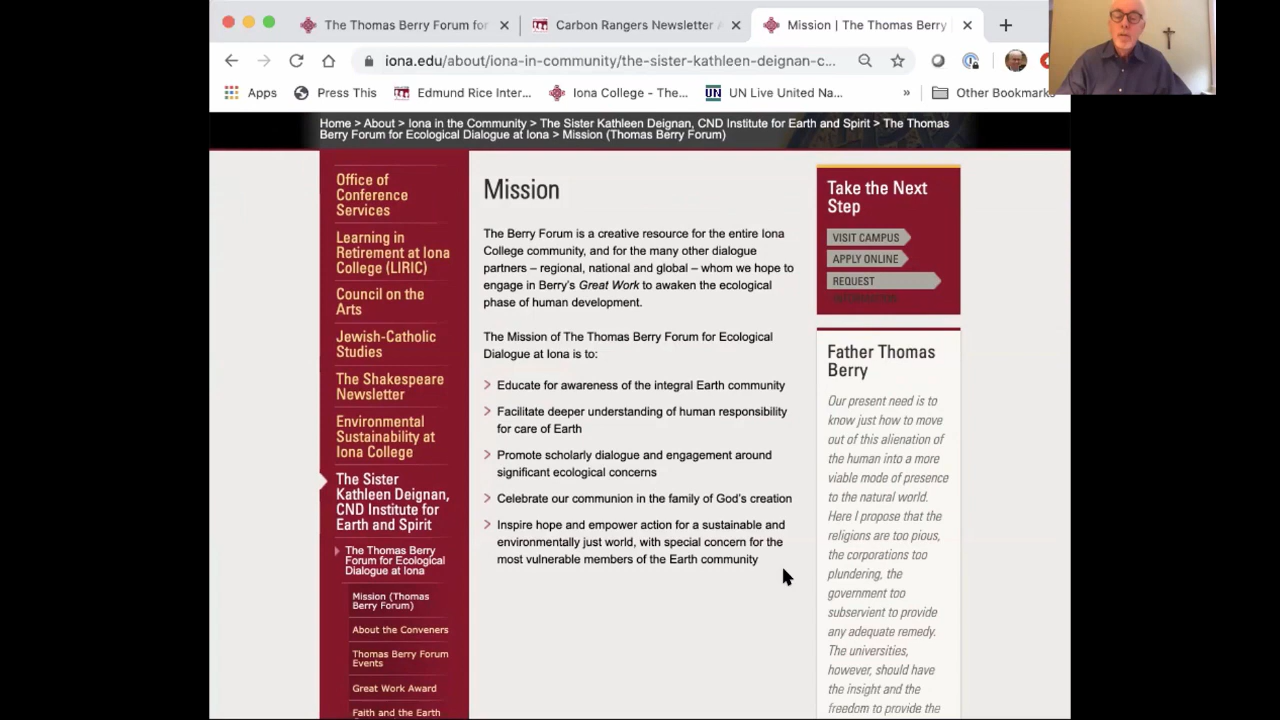 The Thomas Berry Forum for
Carbon Rangers Newsletter A
Mission | The Thomas Berry
iona.edu/about/iona-in-community/the-sister-kathleen-deignan-c...
Apps
Press This
Edmund Rice Inter...
Iona College - The...
UN
UN Live United Na...
»
Other Bookmarks
Home > About > Iona in the Community > The Sister Kathleen Deignan, CND Institute for Earth and Spirit > The Thomas
Berry Forum for Ecological Dialogue at Iona > Mission (Thomas Berry Forum)
Office of
Conference
Services
Learning in
Retirement at Iona
College (LIRIC)
Council on the
Arts
Jewish-Catholic
Studies
The Shakespeare
Newsletter
Environmental
Sustainability at
Iona College
The Sister
Kathleen Deignan,
CND Institute for
Earth and Spirit
The Thomas Berry
Forum for Ecological
Dialogue at Iona
Mission (Thomas
Berry Forum)
About the Conveners
Thomas Berry Forum
Events
Great Work Award
Faith and the Earth
Mission
The Berry Forum is a creative resource for the entire Iona
College community, and for the many other dialogue
partners – regional, national and global – whom we hope to
engage in Berry's Great Work to awaken the ecological
phase of human development.
The Mission of The Thomas Berry Forum for Ecological
Dialogue at Iona is to:
Educate for awareness of the integral Earth community
Facilitate deeper understanding of human responsibility
for care of Earth
Promote scholarly dialogue and engagement around
significant ecological concerns
Celebrate our communion in the family of God's creation
Inspire hope and empower action for a sustainable and
environmentally just world, with special concern for the
most vulnerable members of the Earth community
Take the Next
Step
VISIT CAMPUS
APPLY ONLINE
REQUEST
INFORMATION
Father Thomas
Berry
Our present need is to
know just how to move
out of this alienation of
the human into a more
viable mode of presence
to the natural world.
Here I propose that the
religions are too pious,
the corporations too
plundering, the
government too
subservient to provide
any adequate remedy.
The universities,
however, should have
the insight and the
freedom to provide the